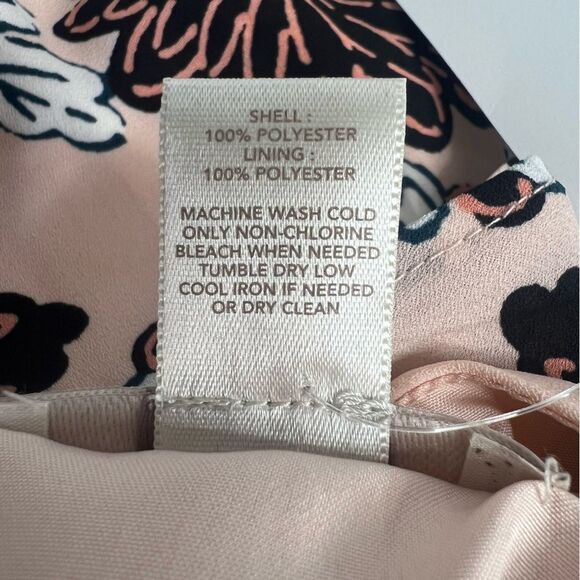 SHELL :
100% POLYESTER
LINING :
100% POLYESTER
MACHINE WASH COLD
ONLY NON-CHLORINE
BLEACH WHEN NEEDED
TUMBLE DRY LOW
COOL IRON IF NEEDED
OR DRY CLEAN